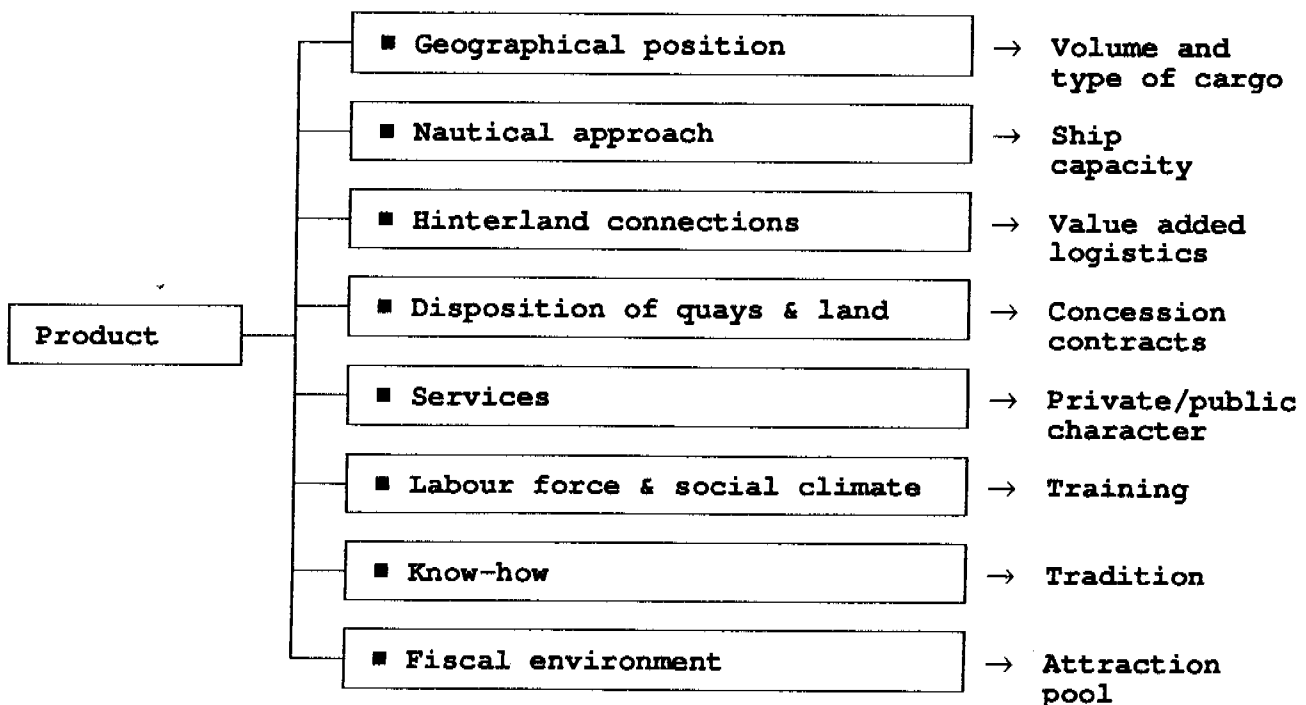 ■ Geographical position → Volume and
type of cargo
■ Nautical approach → Ship
capacity
■ Hinterland connections → Value added
logistics
■ Disposition of quays & land → Concession
contracts
Product
■ Services → Private/public
character
■ Labour force & social climate → Training
■ Know-how → Tradition
■ Fiscal environment → Attraction
pool